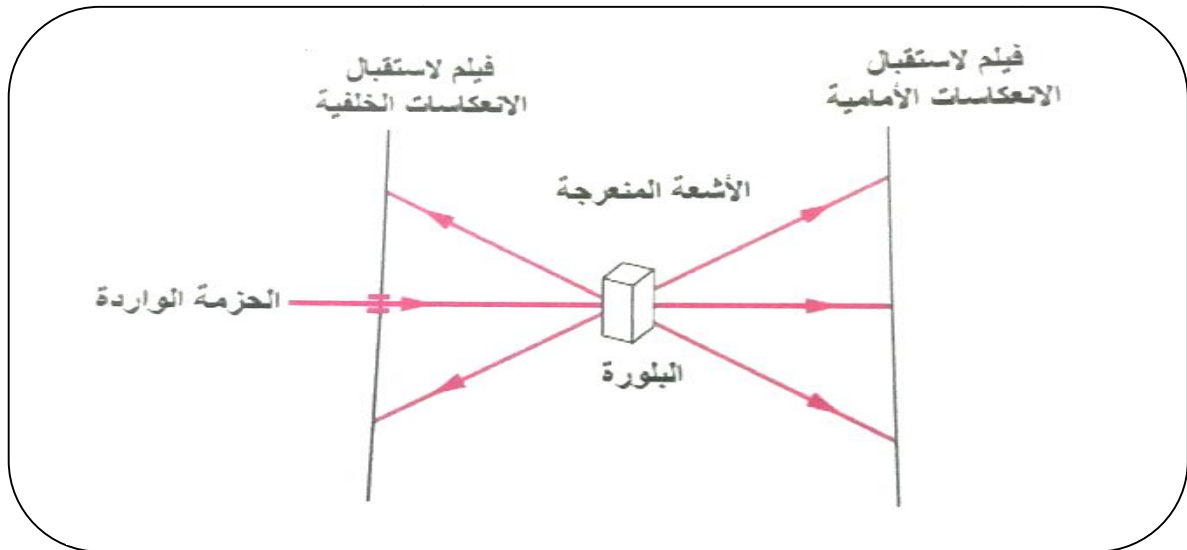 فيلم لاستقبال
الانعكاسات الأمامية
فيلم لاستقبال
الانعكاسات الخلفية
الأشعة المنعرجة
الحزمة الواردة
البلورة